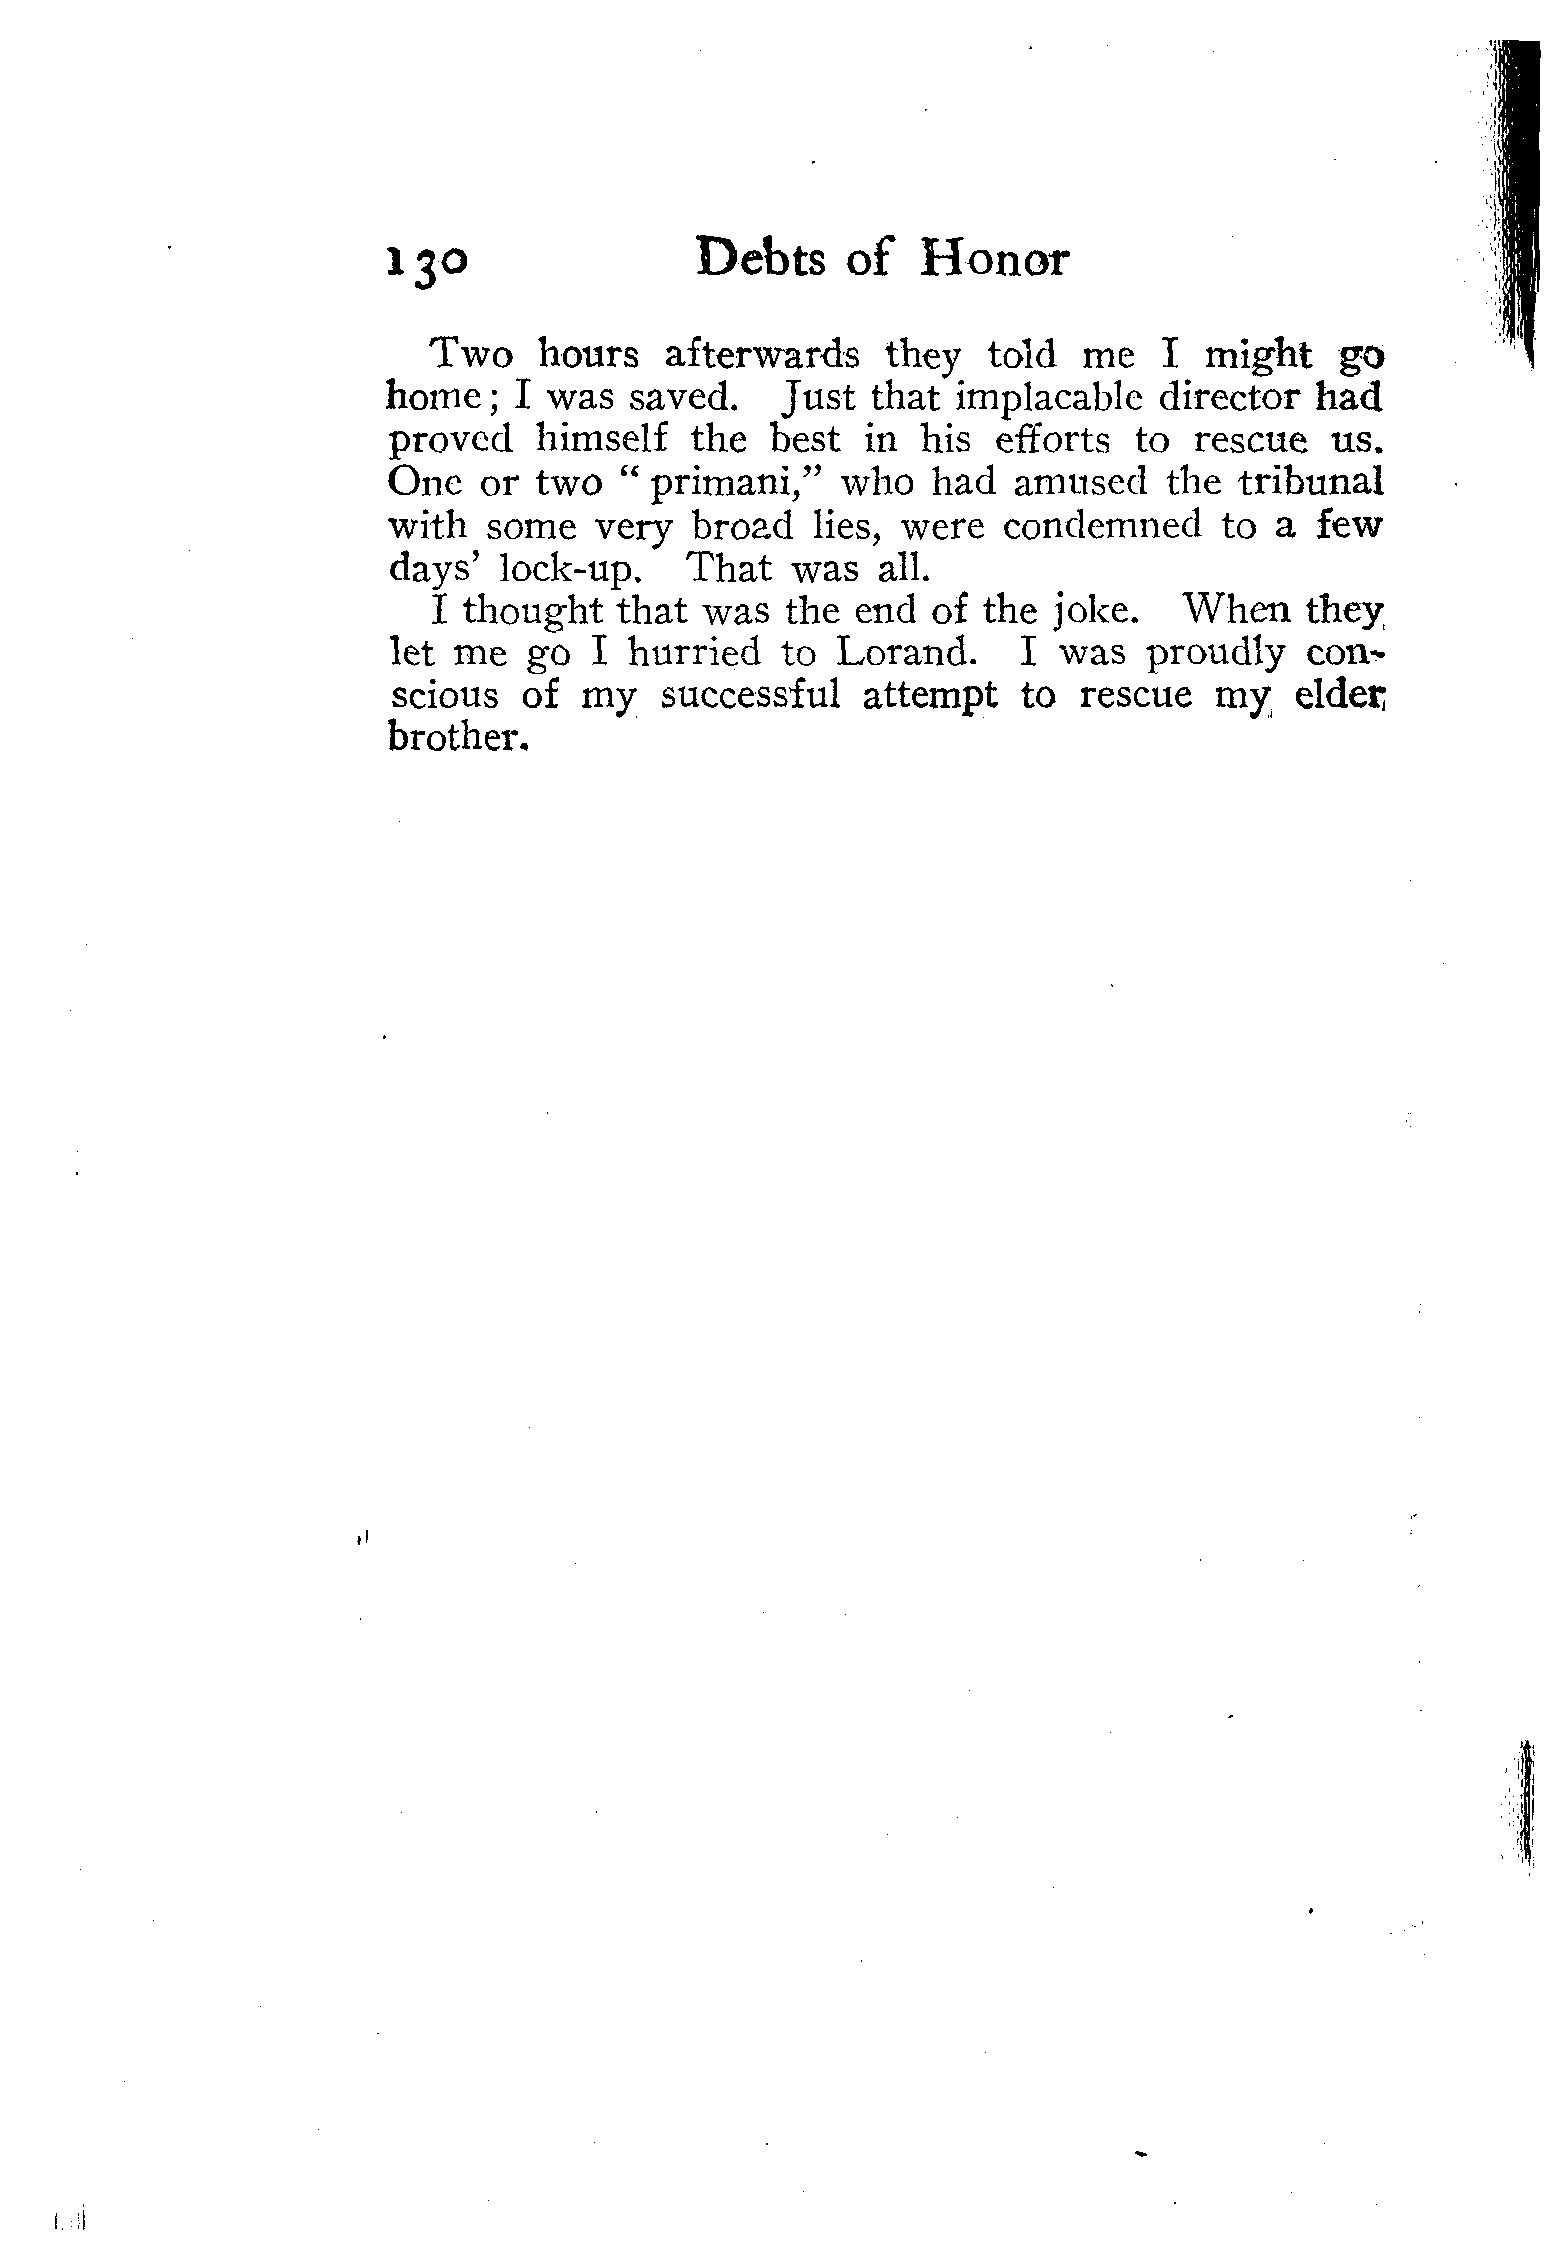 130 Debts of Honor
Two hours afterwards they told me I might go
home; I was saved. Just that implacable director had
proved himself the best in his efforts to rescue us.
One or two “primani,” who had amused the tribunal
with some very broad lies, were condemned to a few
days’ lock-up. That was all.
I thought that was the end of the joke. When they
let me go I hurried to Lorand. I was proudly con-
scious of my successful attempt to rescue my elder
brother.